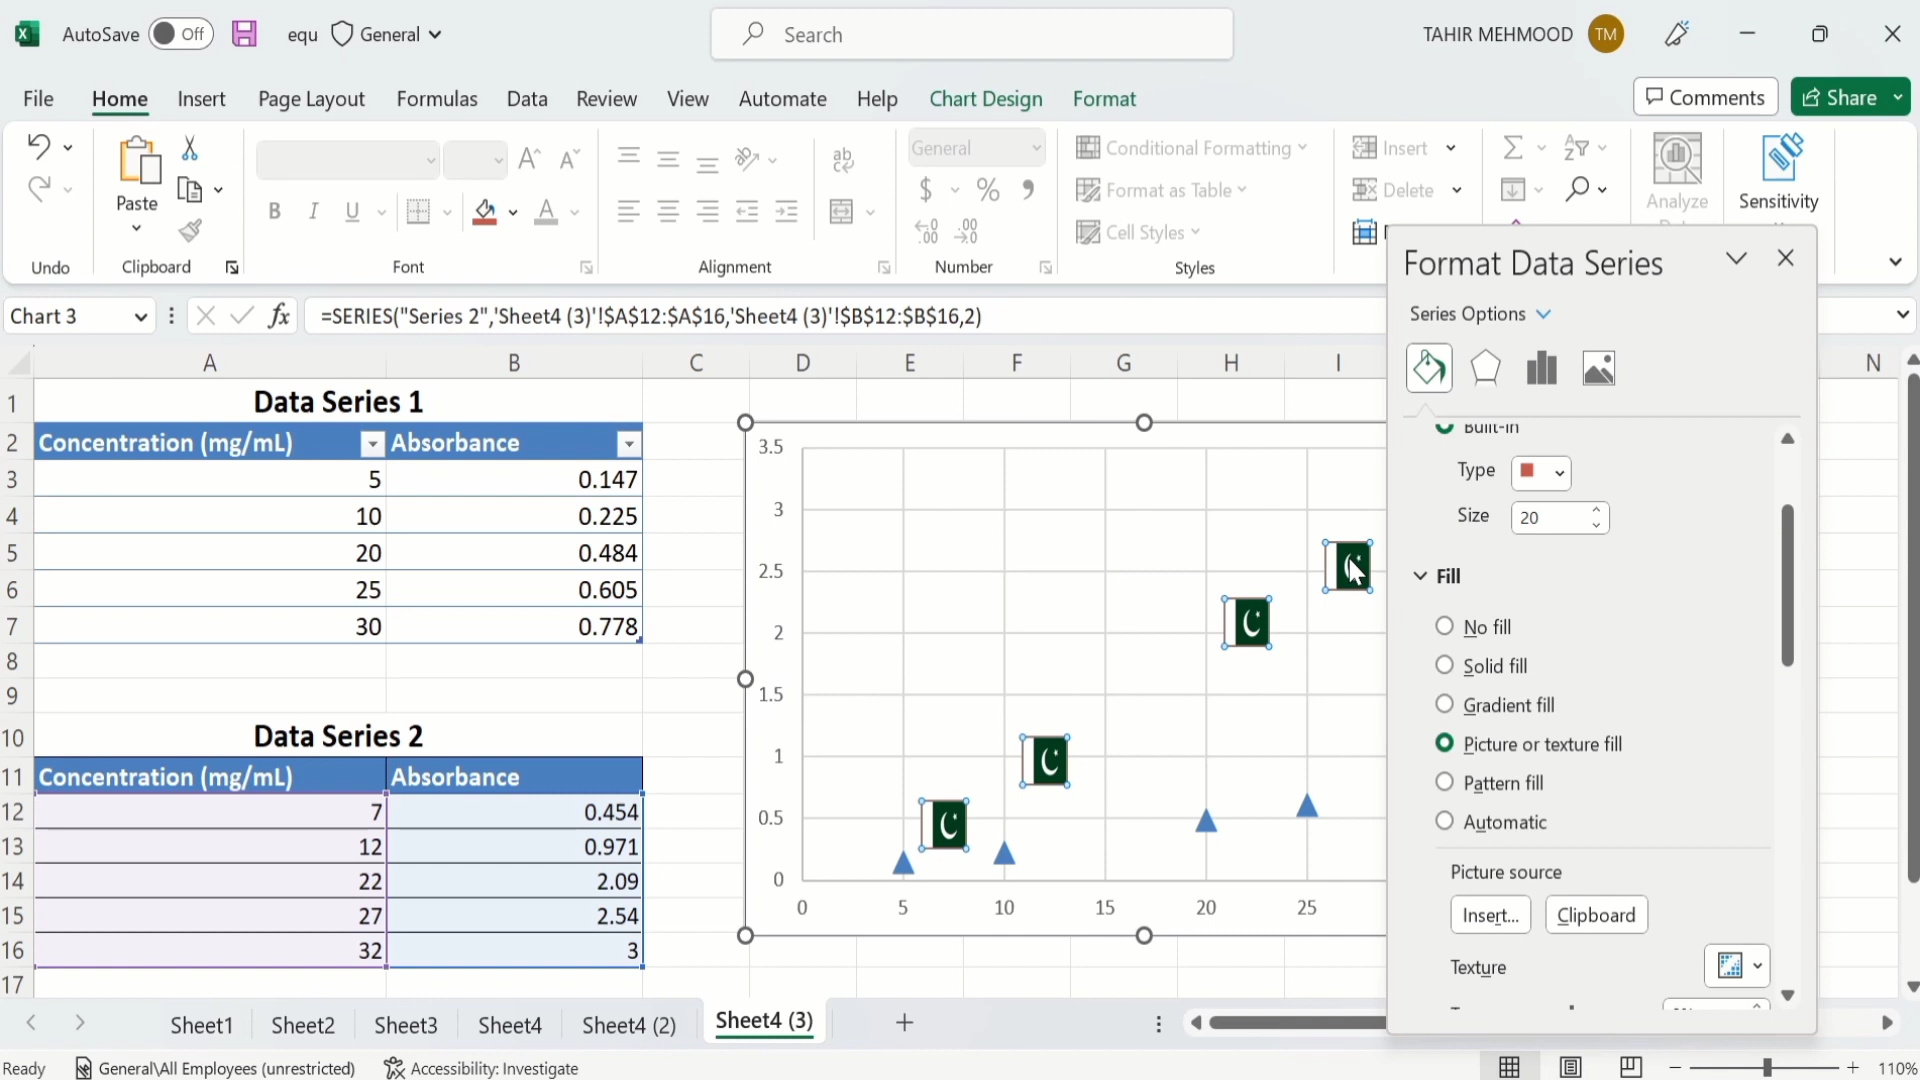 AutoSave Off equ General Search TAHIR MEHMOOD TM
File Home Insert Page Layout Formulas Data Review View Automate Help Chart Design Format Comments Share
Paste
B I U A
ab
General
$ % 9
.00 .00
Conditional Formatting
Format as Table
Cell Styles
Insert
Delete
Analyze
Sensitivity
Undo Clipboard Font Alignment Number Styles
Chart 3 fx =SERIES("Series 2",'Sheet4 (3)'!$A$12:$A$16,'Sheet4 (3)'!$B$12:$B$16,2)
A B C D E F G H I N
1 Data Series 1
2 Concentration (mg/mL) Absorbance
3 5 0.147
4 10 0.225
5 20 0.484
6 25 0.605
7 30 0.778
8
9
10 Data Series 2
11 Concentration (mg/mL) Absorbance
12 7 0.454
13 12 0.971
14 22 2.09
15 27 2.54
16 32 3
17
3.5
3
2.5
2
1.5
1
0.5
0
0 5 10 15 20 25
Format Data Series
Series Options
Built-in
Type
Size 20
Fill
No fill
Solid fill
Gradient fill
Picture or texture fill
Pattern fill
Automatic
Picture source
Insert... Clipboard
Texture
Sheet1 Sheet2 Sheet3 Sheet4 Sheet4 (2) Sheet4 (3)
Ready General\All Employees (unrestricted) Accessibility: Investigate 110%